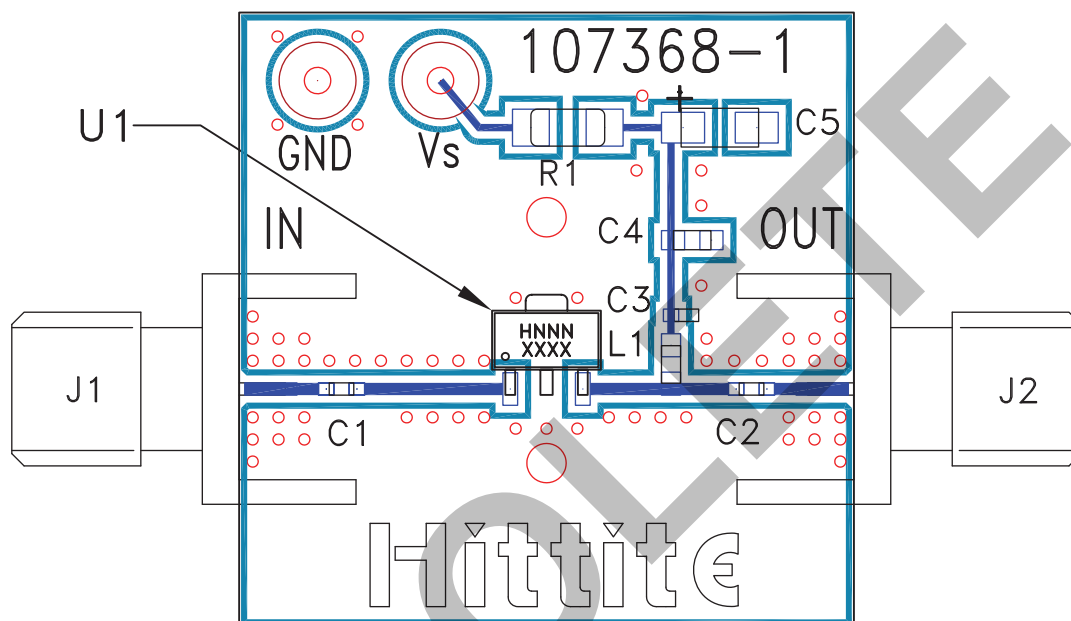 107368-1
U1
GND
Vs
R1
C5
IN
C4
OUT
C3
HNNN
XXXX
L1
J1
J2
C1
C2
Hittite
OLETE